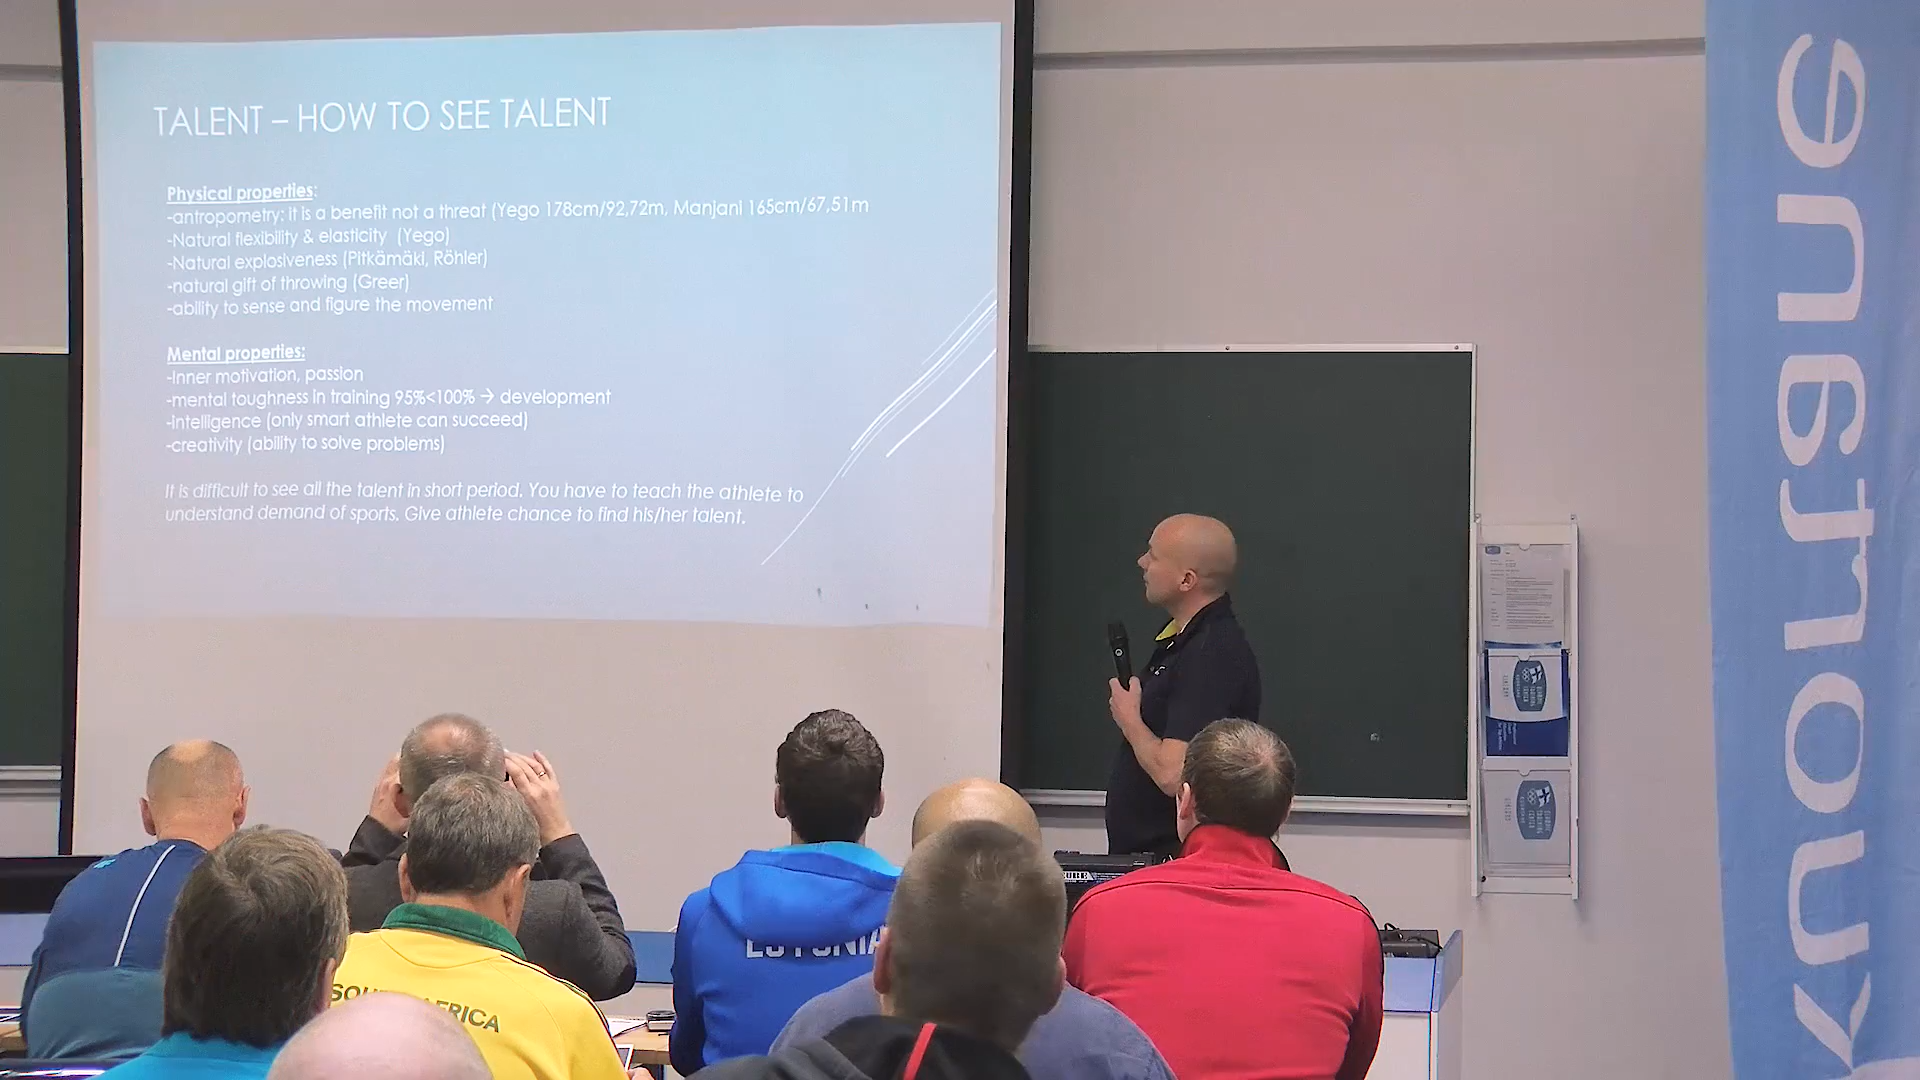 TALENT – HOW TO SEE TALENT
Physical properties:
-antropometry: it is a benefit not a threat (Yego 178cm/92,72m, Manjani 165cm/67,51m
-Natural flexibility & elasticity (Yego)
-Natural explosiveness (Pitkämäki, Röhler)
-natural gift of throwing (Greer)
-ability to sense and figure the movement
Mental properties:
-Inner motivation, passion
-mental toughness in training 95%<100% → development
-intelligence (only smart athlete can succeed)
-creativity (ability to solve problems)
It is difficult to see all the talent in short period. You have to teach the athlete to
understand demand of sports. Give athlete chance to find his/her talent.
ESTONIA
SOUTH AFRICA
CUBE